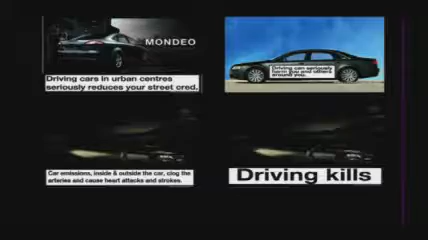 MONDEO
Driving cars in urban centres
seriously reduces your street cred.
Driving can seriously
harm you and others
around you.
Car emissions, inside & outside the car, clog the
arteries and cause heart attacks and strokes.
Driving kills